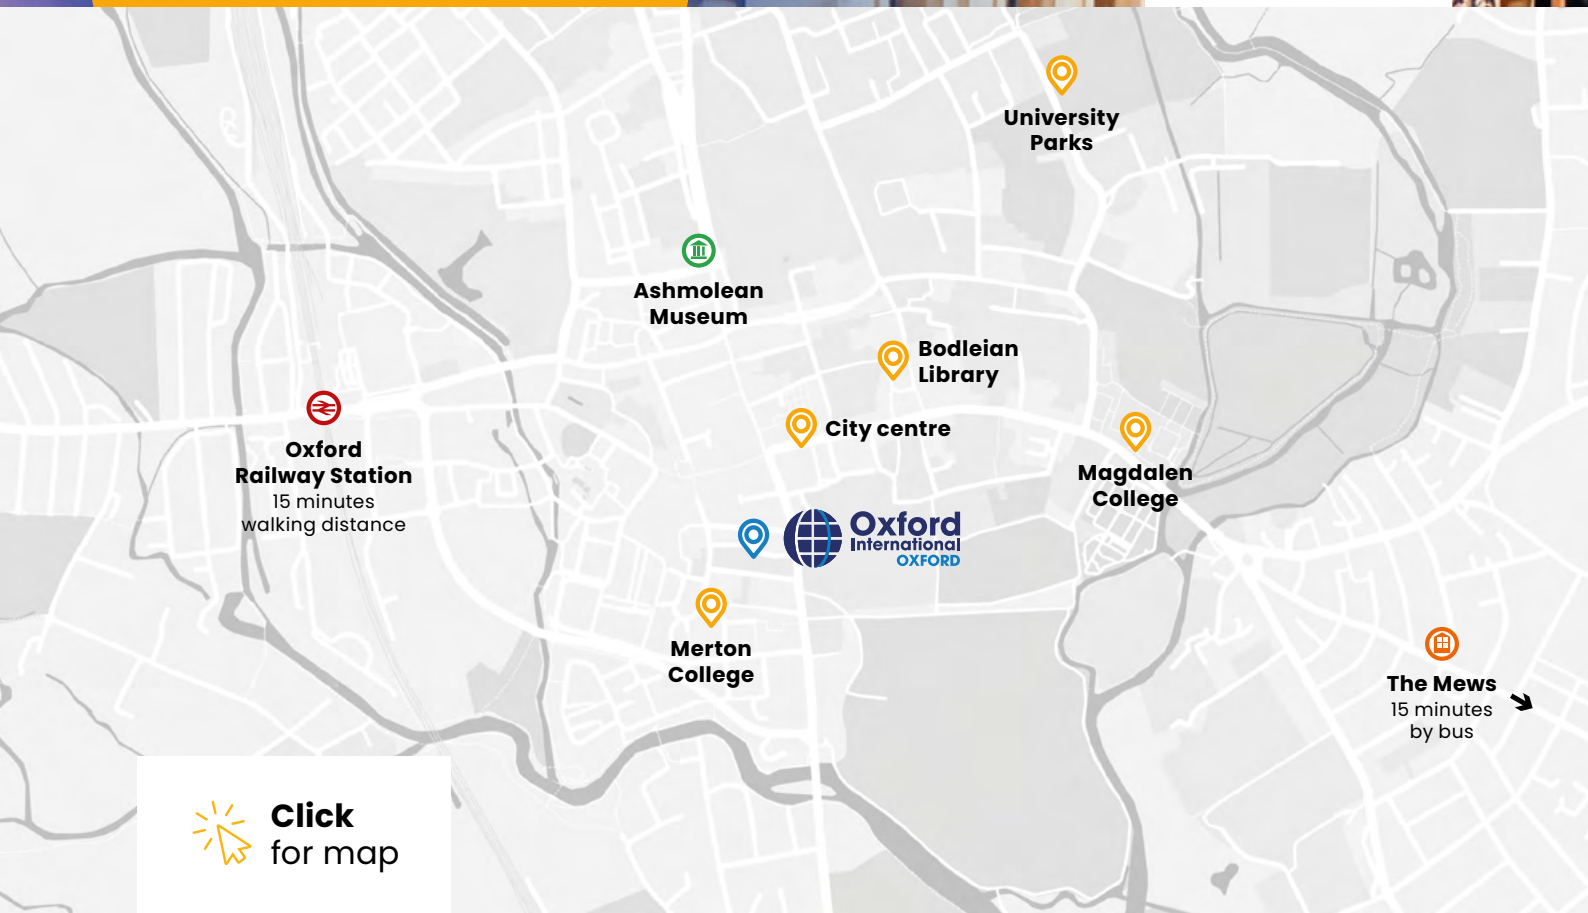 University
Parks
Ashmolean
Museum
Bodleian
Library
City centre
Oxford
Railway Station
15 minutes
walking distance
Magdalen
College
Oxford
International
OXFORD
Merton
College
The Mews
15 minutes
by bus
Click
for map